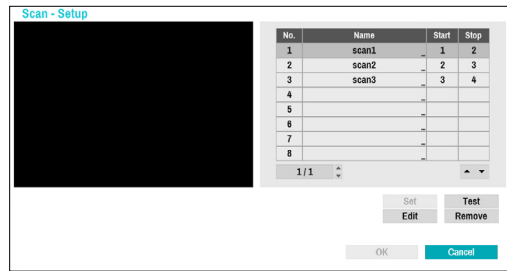 Scan - Setup
No. Name Start Stop
1 scan1 ... 1 2
2 scan2 ... 2 3
3 scan3 ... 3 4
4 ...
5 ...
6 ...
7 ...
8 ...
1 / 1
Set Test
Edit Remove
OK Cancel